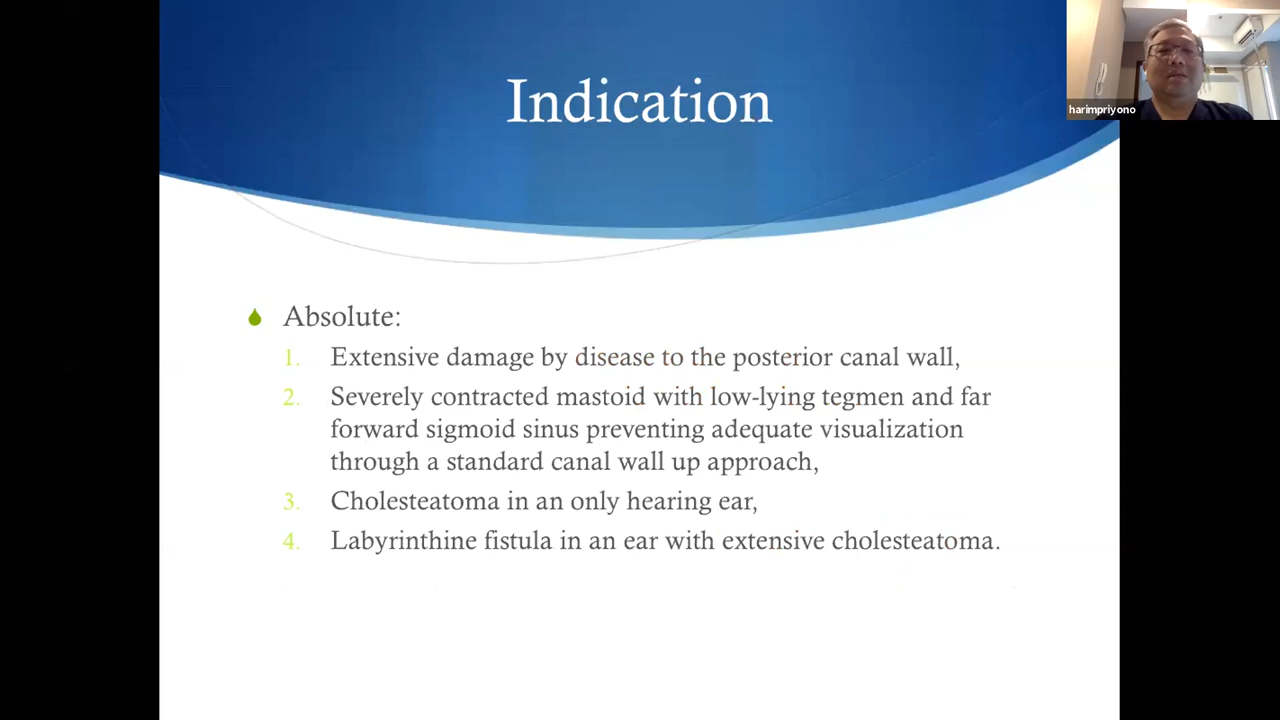 Indication
harimpriyono
Absolute:
1. Extensive damage by disease to the posterior canal wall,
2. Severely contracted mastoid with low-lying tegmen and far
forward sigmoid sinus preventing adequate visualization
through a standard canal wall up approach,
3. Cholesteatoma in an only hearing ear,
4. Labyrinthine fistula in an ear with extensive cholesteatoma.